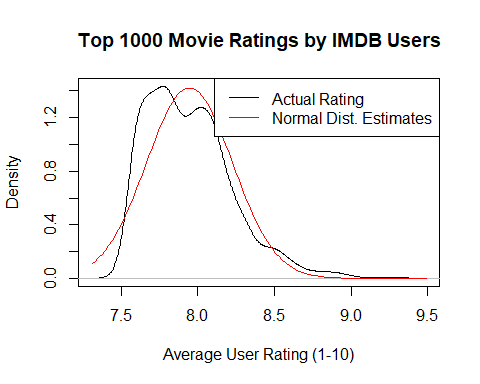 Top 1000 Movie Ratings by IMDB Users
Actual Rating
Normal Dist. Estimates
Density
0.0 0.4 0.8 1.2
7.5 8.0 8.5 9.0 9.5
Average User Rating (1-10)